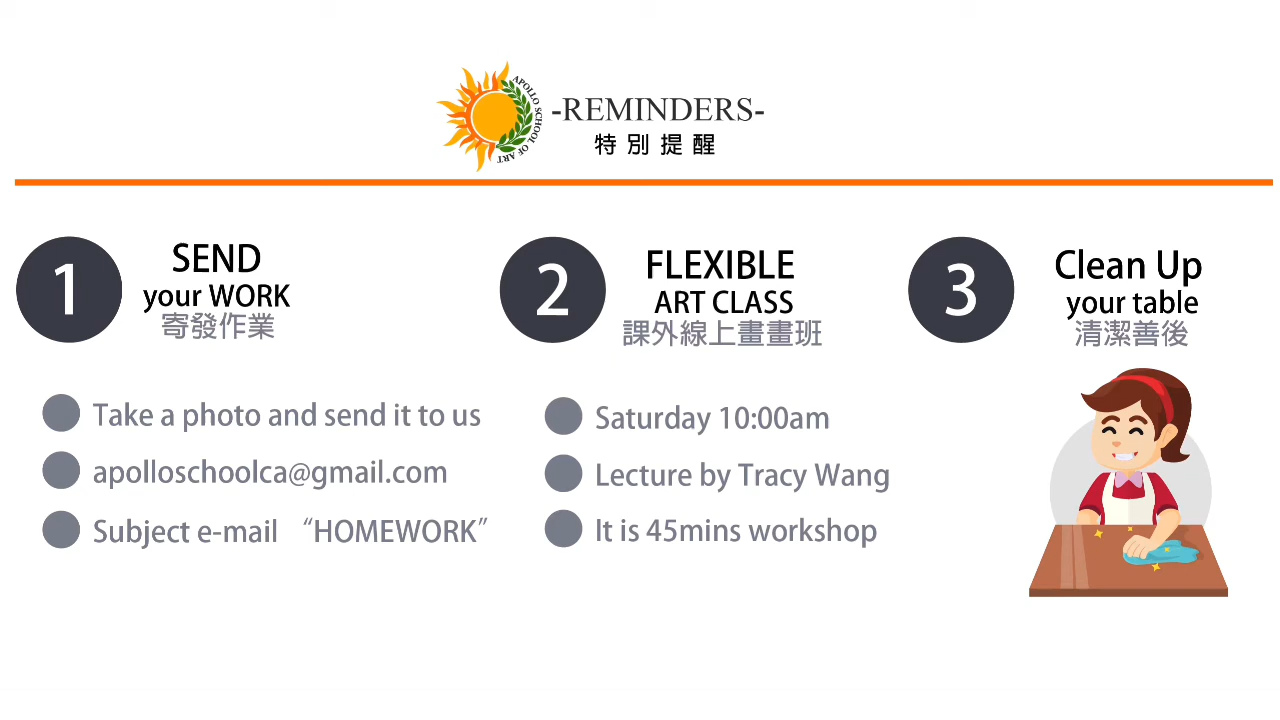 APOLLO SCHOOL OF ART
-REMINDERS-
特別提醒
1
SEND
your WORK
寄發作業
Take a photo and send it to us
apolloschoolca@gmail.com
Subject e-mail “HOMEWORK”
2
FLEXIBLE
ART CLASS
課外線上畫畫班
Saturday 10:00am
Lecture by Tracy Wang
It is 45mins workshop
3
Clean Up
your table
清潔善後